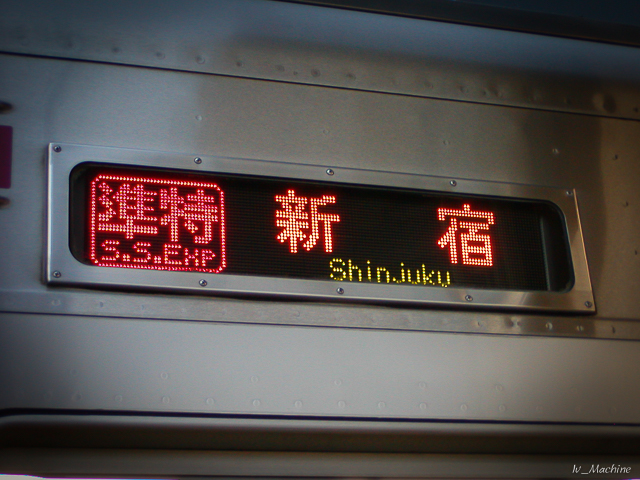 準特 新宿
S.S.EXP Shinjuku
lv_Machine